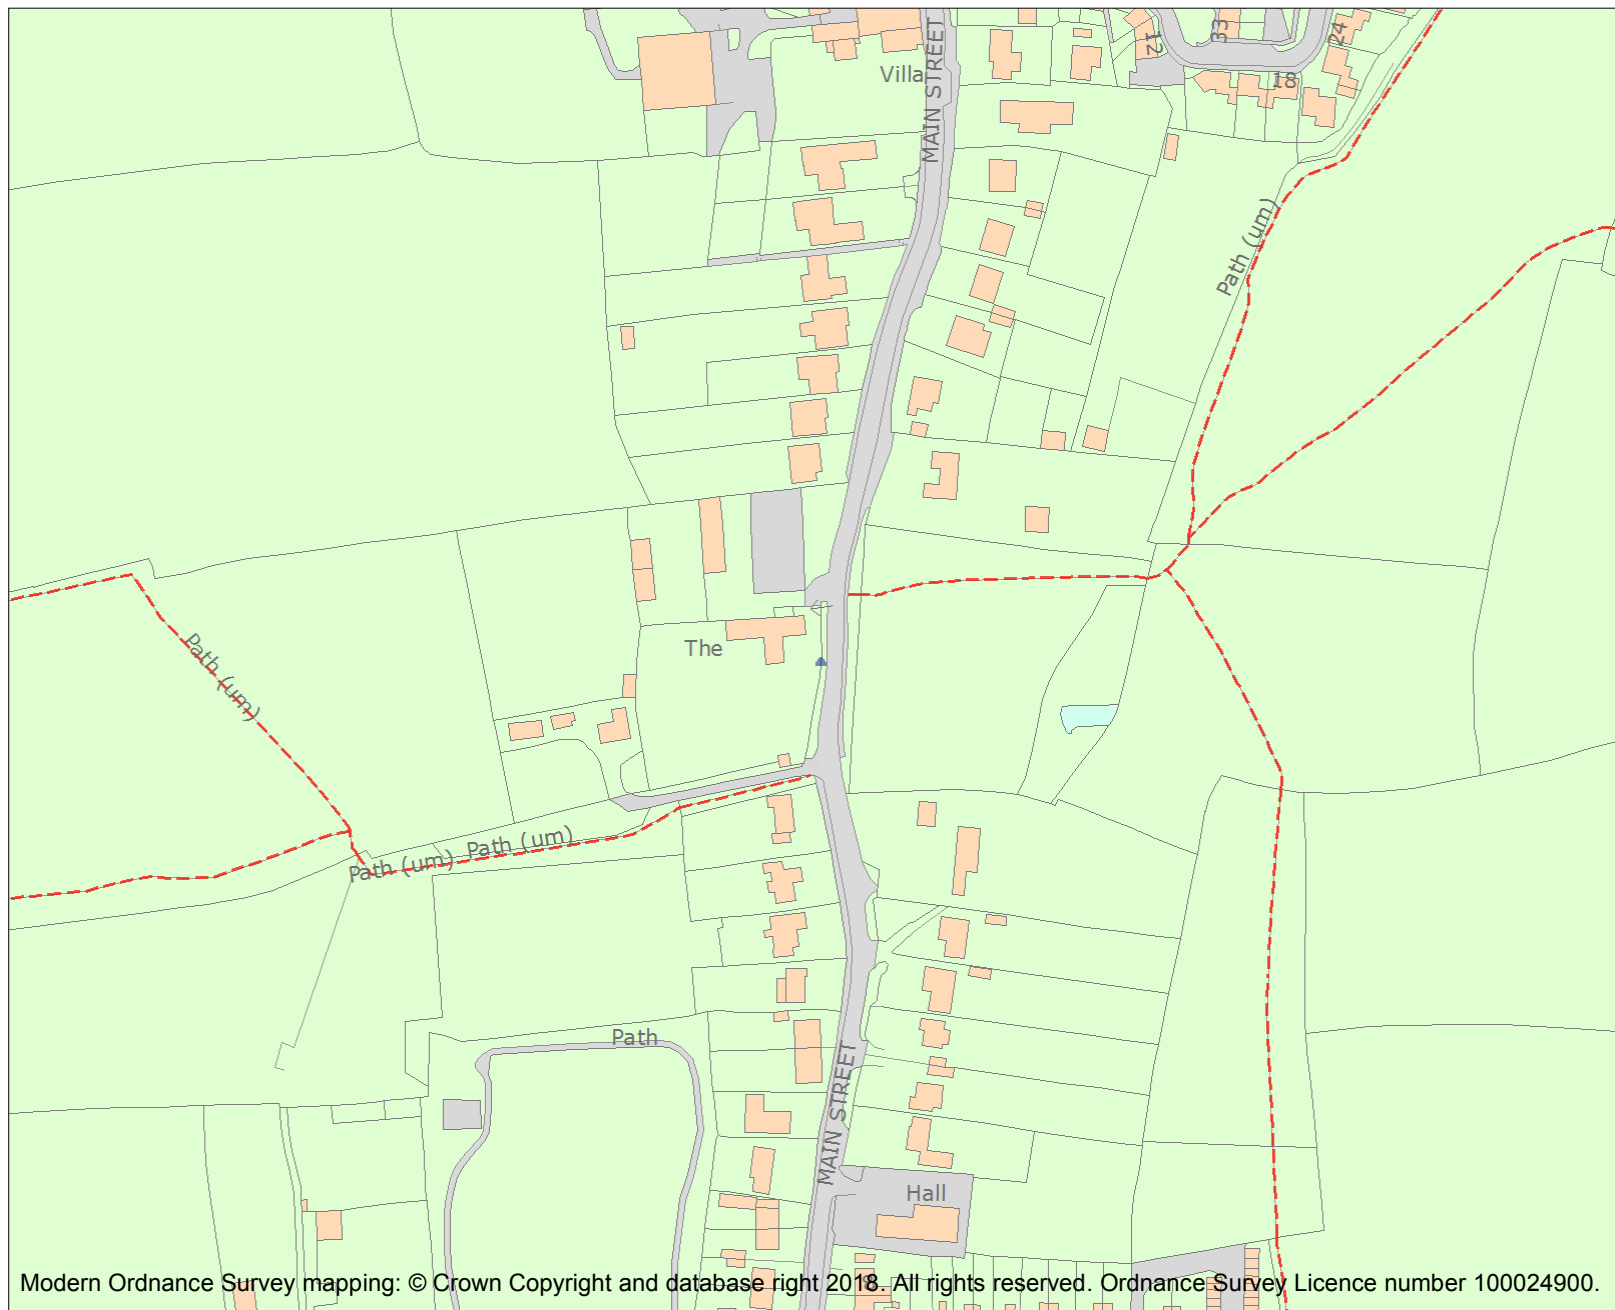 MAIN STREET
12
33
24
Villa
18
Path (um)
The
Path (um)
Path (um)
Path (um)
Path
MAIN STREET
Hall
Modern Ordnance Survey mapping: © Crown Copyright and database right 2018. All rights reserved. Ordnance Survey Licence number 100024900.